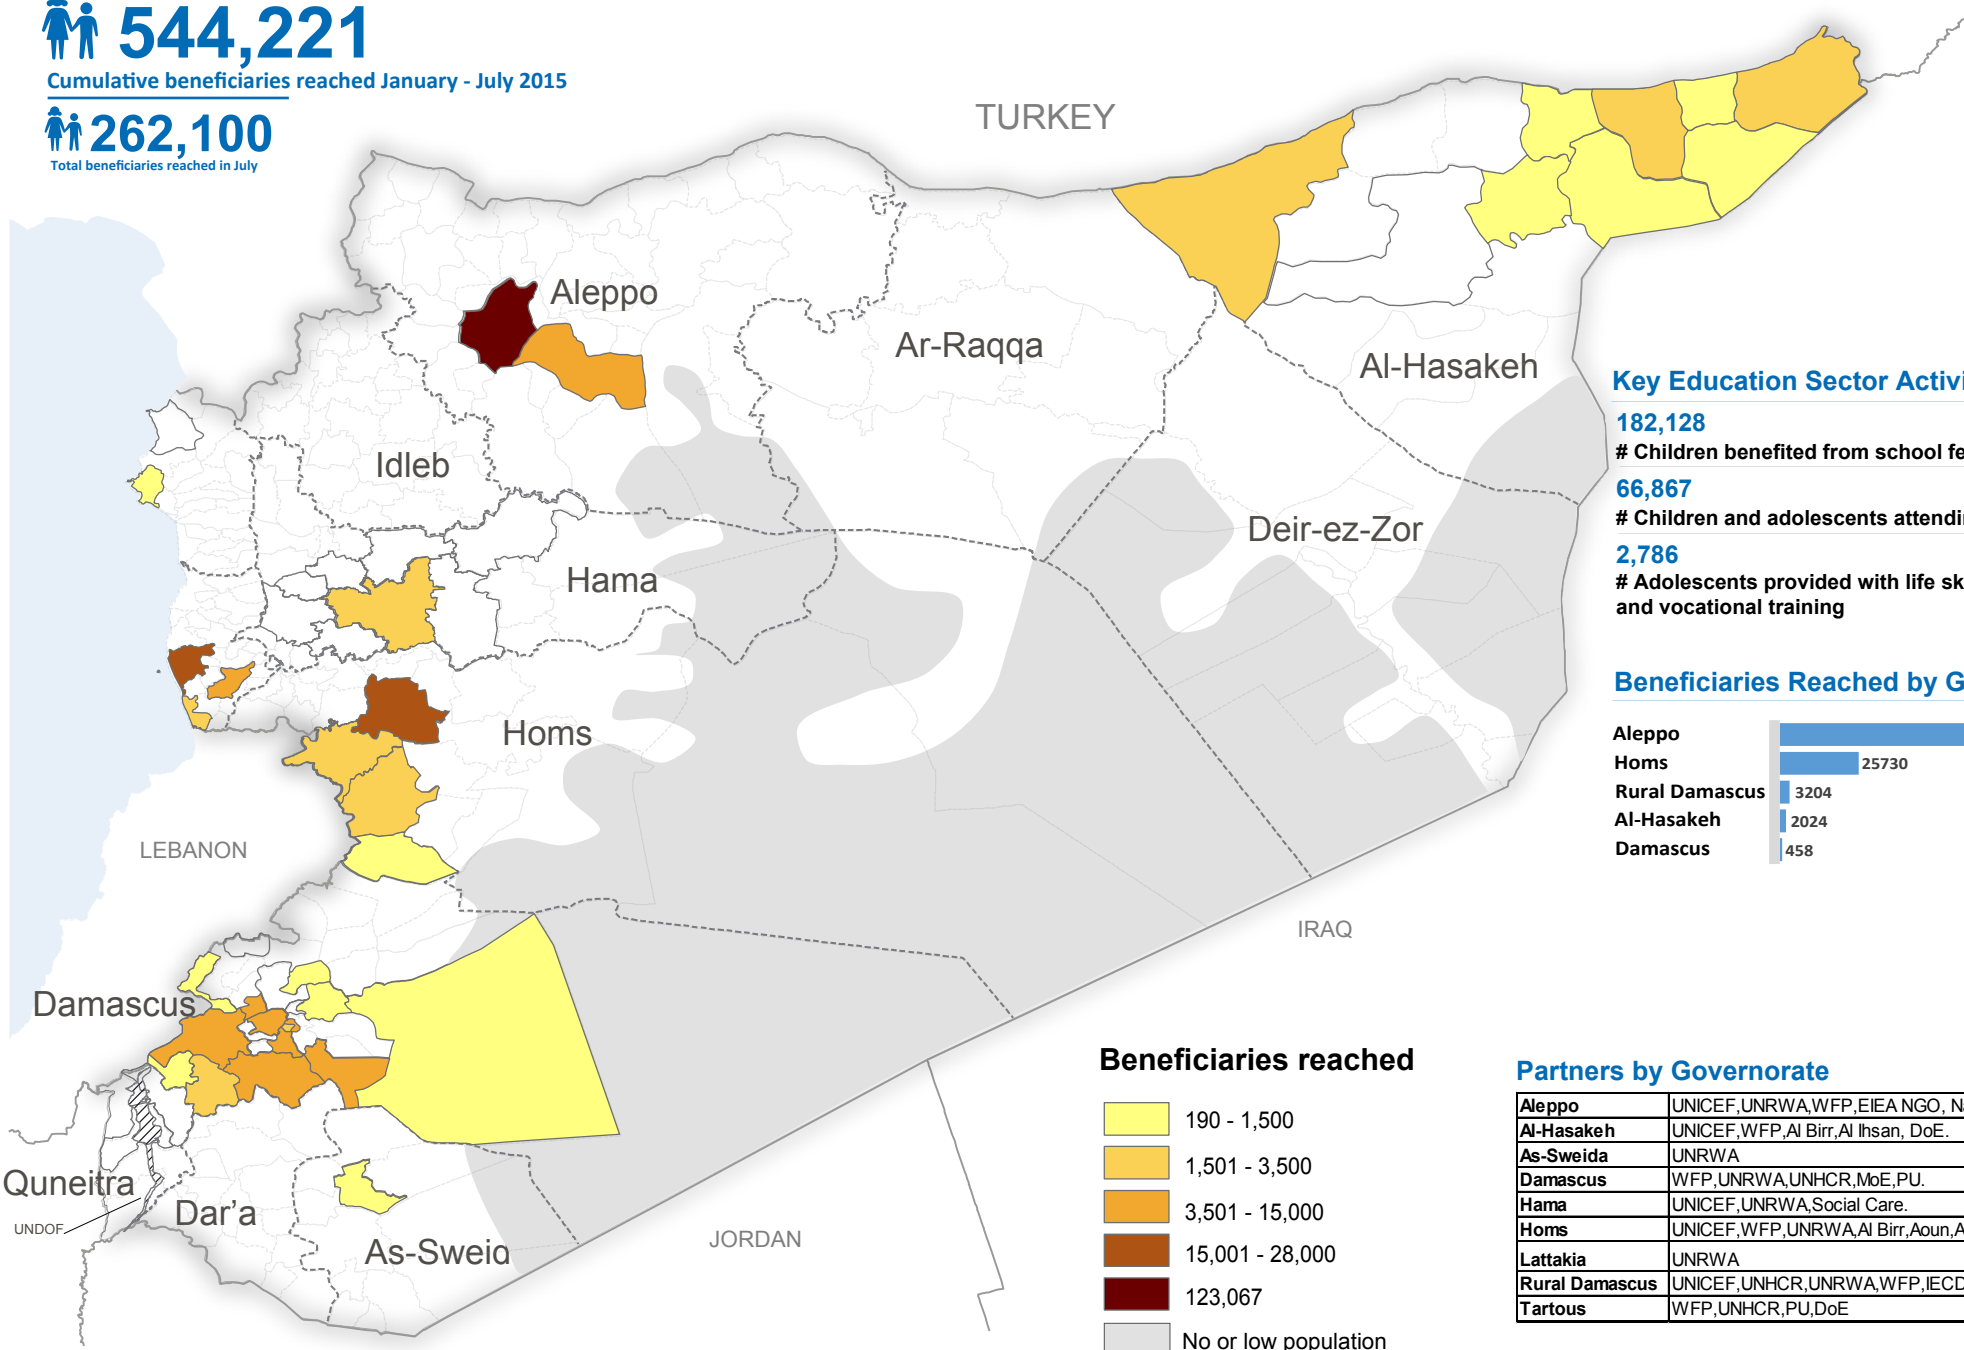 544,221
Cumulative beneficiaries reached January - July 2015
262,100
Total beneficiaries reached in July
TURKEY
Aleppo
Ar-Raqqa
Al-Hasakeh
Idleb
Deir-ez-Zor
Hama
Homs
LEBANON
IRAQ
Damascus
Quneitra
UNDOF
Dar'a
As-Sweid
JORDAN
Key Education Sector Activi
182,128
# Children benefited from school fe
66,867
# Children and adolescents attendin
2,786
# Adolescents provided with life sk
and vocational training
Beneficiaries Reached by G
Aleppo
Homs 25730
Rural Damascus 3204
Al-Hasakeh 2024
Damascus 458
Beneficiaries reached
190 - 1,500
1,501 - 3,500
3,501 - 15,000
15,001 - 28,000
123,067
No or low population
Partners by Governorate
Aleppo UNICEF,UNRWA,WFP,EIEA NGO, Na
Al-Hasakeh UNICEF,WFP,Al Birr,Al Ihsan, DoE.
As-Sweida UNRWA
Damascus WFP,UNRWA,UNHCR,MoE,PU.
Hama UNICEF,UNRWA,Social Care.
Homs UNICEF,WFP,UNRWA,Al Birr,Aoun,A
Lattakia UNRWA
Rural Damascus UNICEF,UNHCR,UNRWA,WFP,IECD
Tartous WFP,UNHCR,PU,DoE